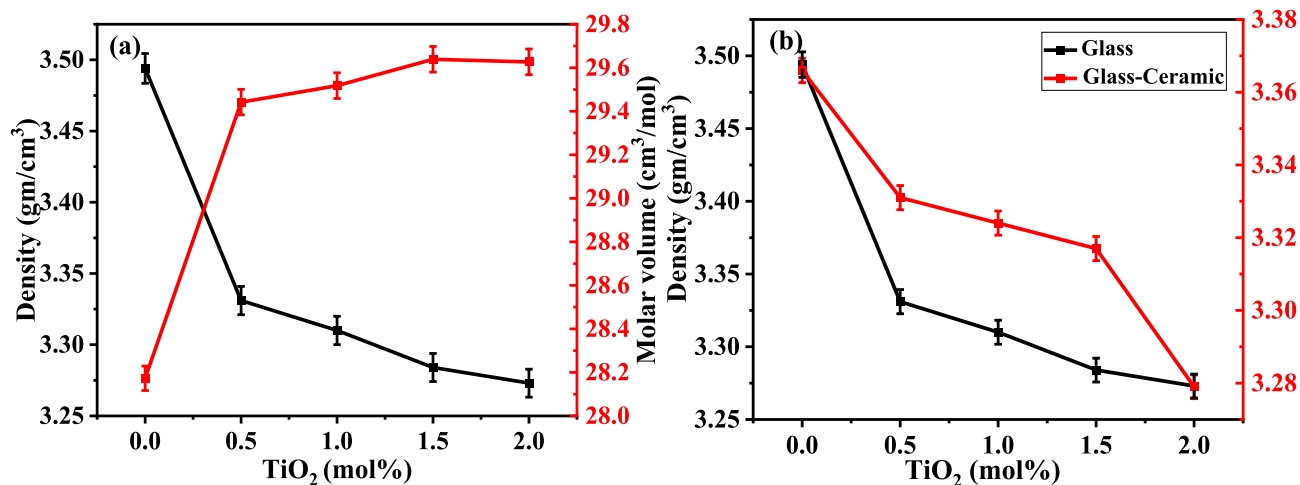 (a)
3.50
3.45
3.40
3.35
3.30
3.25
Density (gm/cm³)
0.0 0.5 1.0 1.5 2.0
TiO₂ (mol%)
29.8
29.6
29.4
29.2
29.0
28.8
28.6
28.4
28.2
28.0
Molar volume (cm³/mol)
(b)
Glass
Glass-Ceramic
3.50
3.45
3.40
3.35
3.30
3.25
Density (gm/cm³)
0.0 0.5 1.0 1.5 2.0
TiO₂ (mol%)
3.38
3.36
3.34
3.32
3.30
3.28